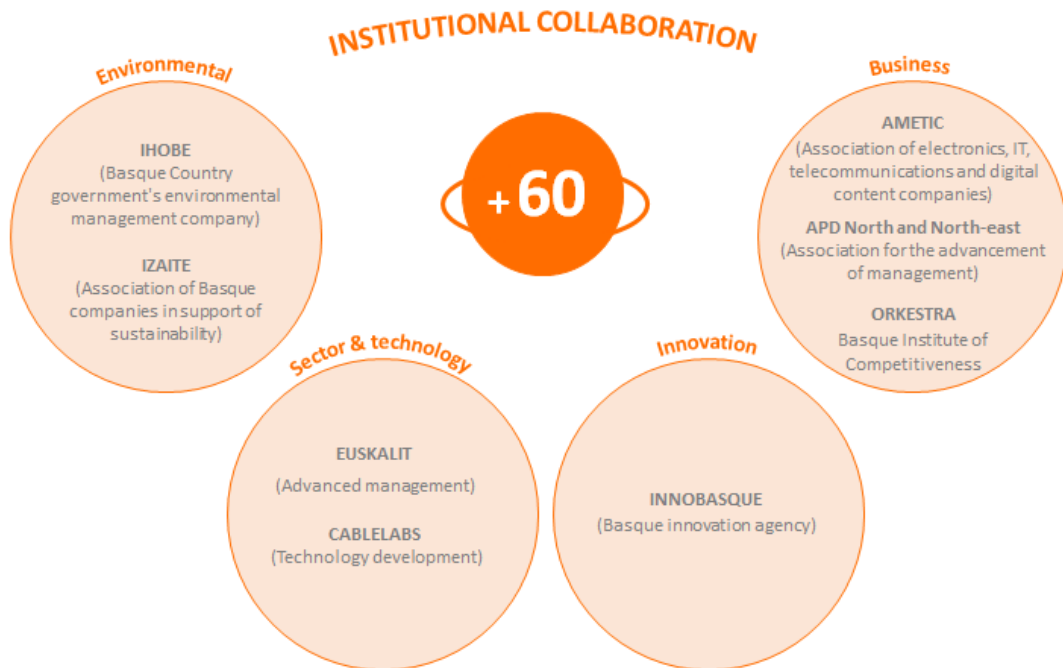 INSTITUTIONAL COLLABORATION
+ 60
Environmental
IHOBE
(Basque Country
government's environmental
management company)
IZAITE
(Association of Basque
companies in support of
sustainability)
Sector & technology
EUSKALIT
(Advanced management)
CABLELABS
(Technology development)
Innovation
INNOBASQUE
(Basque innovation agency)
Business
AMETIC
(Association of electronics, IT,
telecommunications and digital
content companies)
APD North and North-east
(Association for the advancement
of management)
ORKESTRA
Basque Institute of
Competitiveness